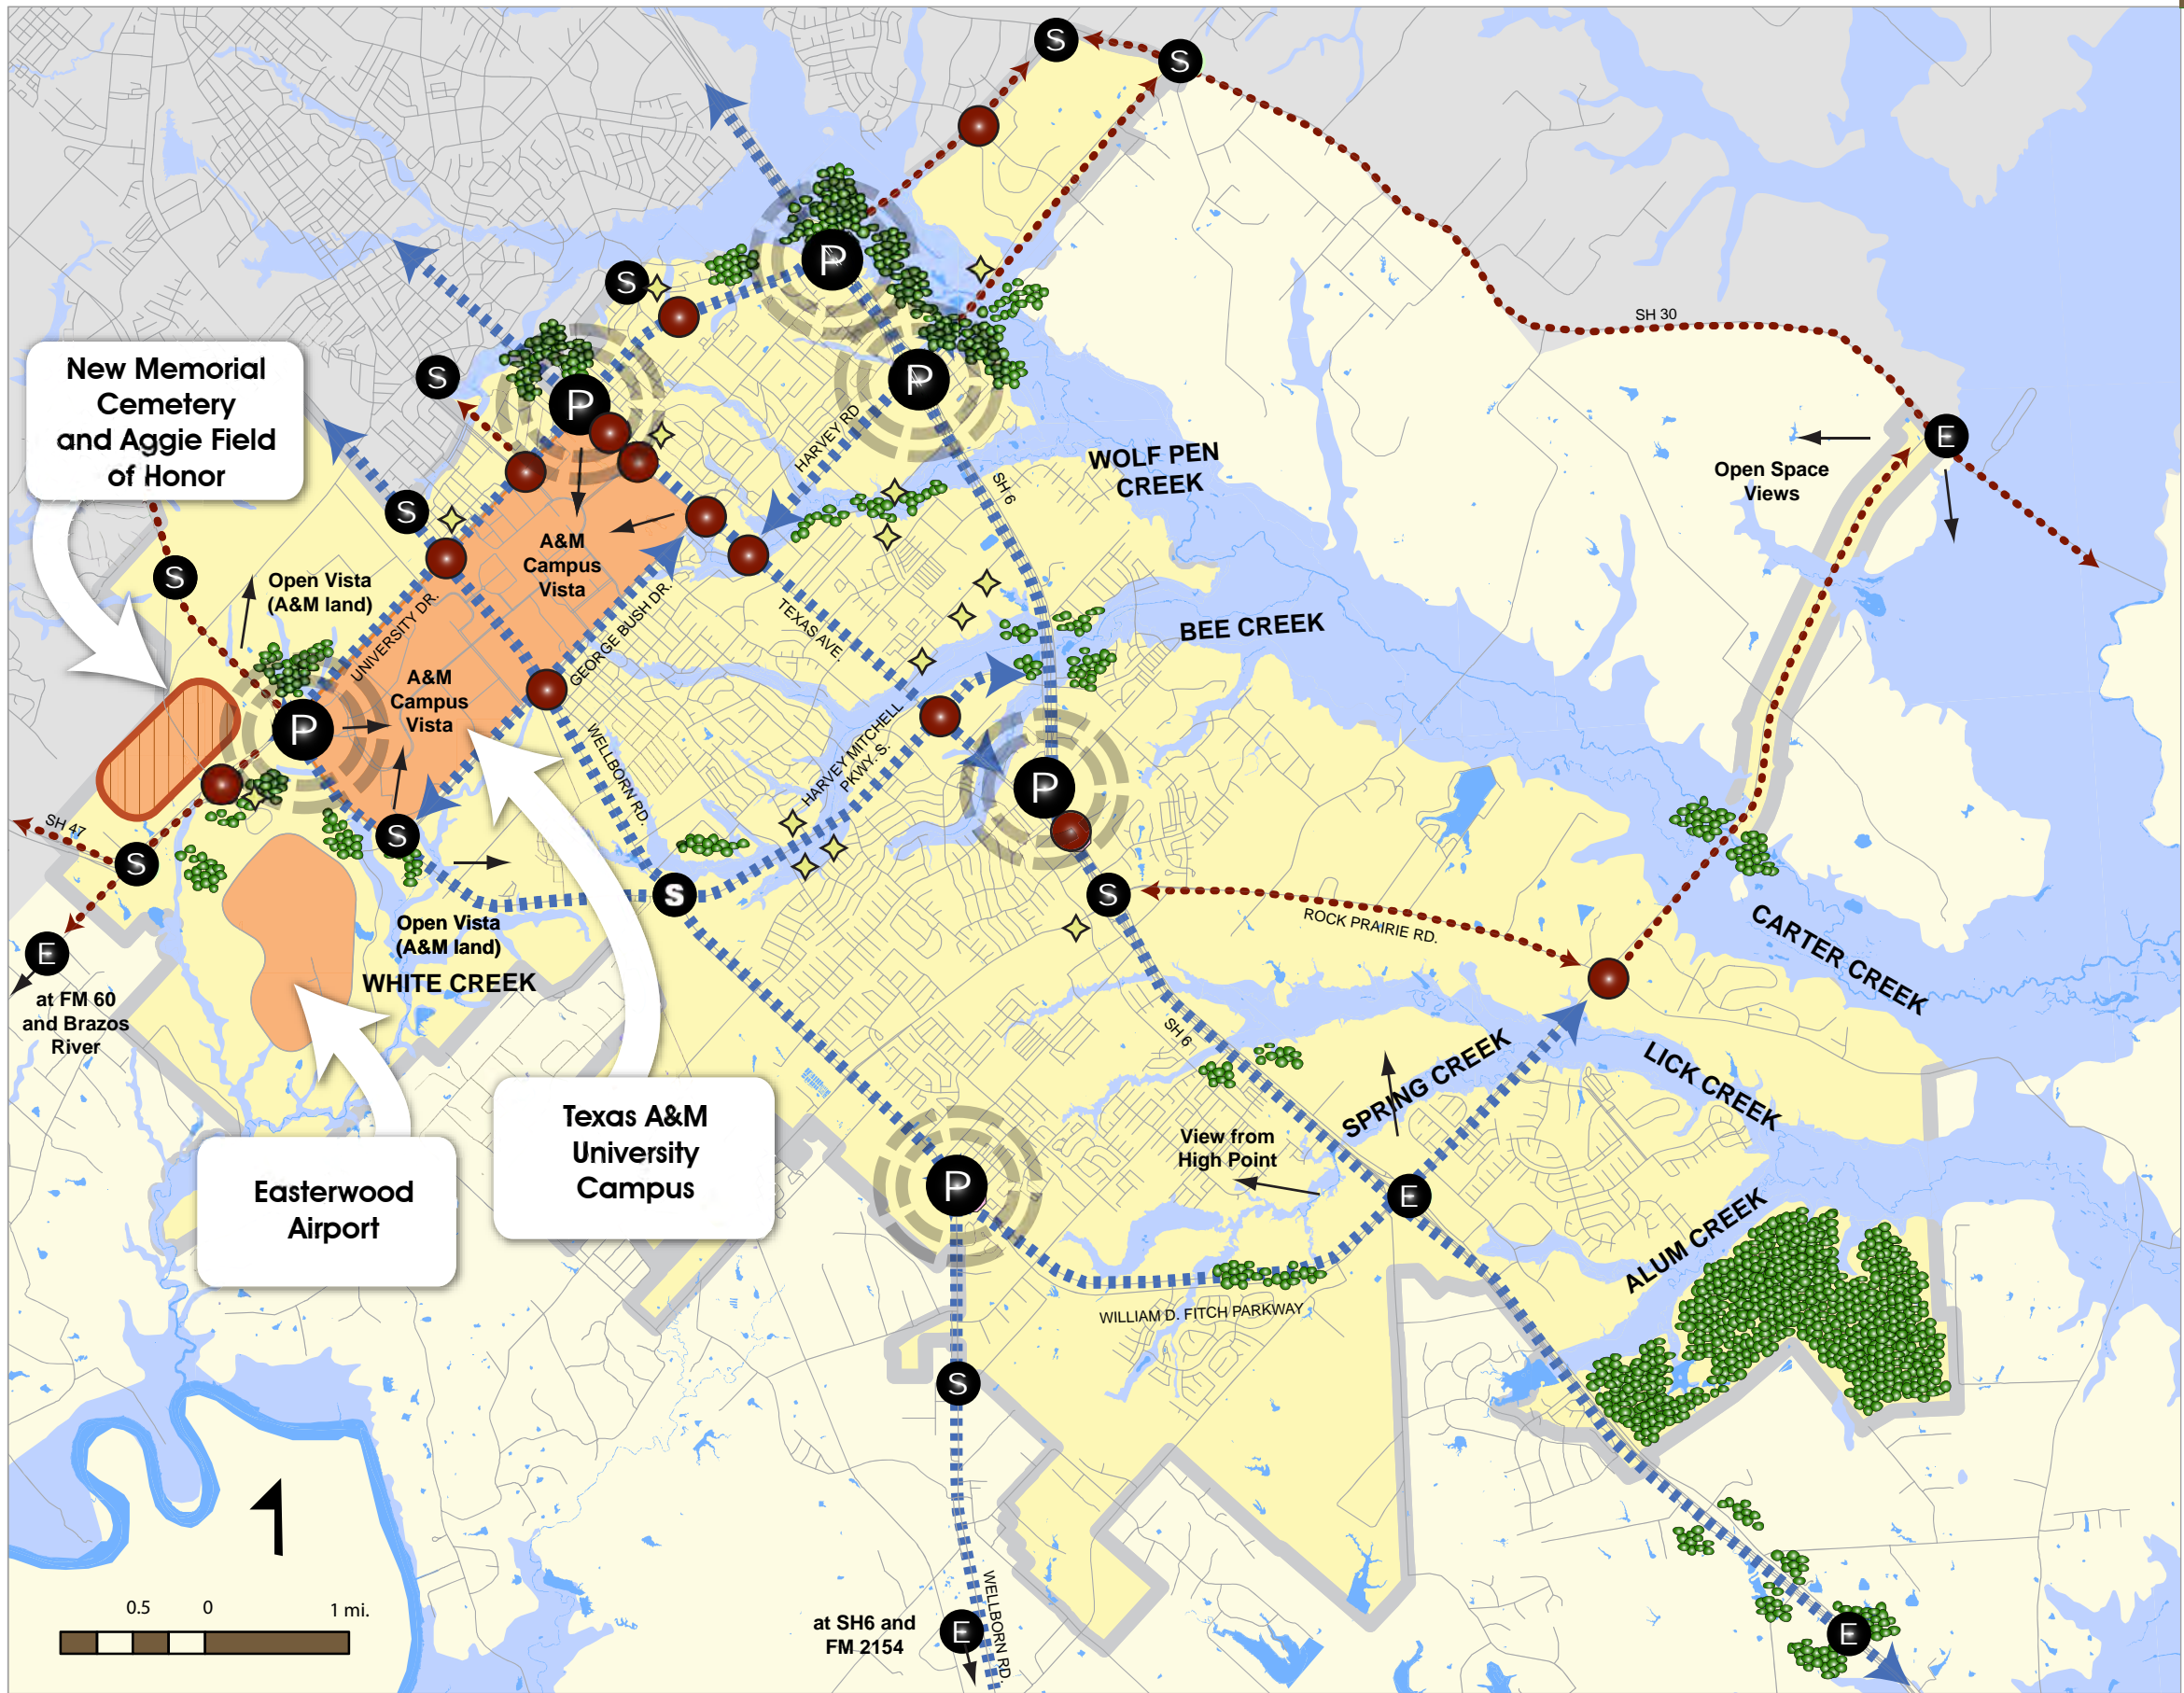 S
S
P
S
SH 30
New Memorial
Cemetery
and Aggie Field
of Honor
S
P
P
HARVEY RD
E
WOLF PEN
CREEK
Open Space
Views
SH 6
S
A&M
Campus
Vista
S
Open Vista
(A&M land)
UNIVERSITY DR.
GEORGE BUSH DR.
TEXAS AVE.
BEE CREEK
A&M
Campus
Vista
P
WELLBORN RD.
HARVEY MITCHELL
PKWY. S.
P
SH 47
S
S
S
S
ROCK PRAIRIE RD.
Open Vista
(A&M land)
WHITE CREEK
E
at FM 60
and Brazos
River
CARTER CREEK
SH 6
SPRING CREEK
LICK CREEK
Texas A&M
University
Campus
View from
High Point
Easterwood
Airport
P
E
ALUM CREEK
WILLIAM D. FITCH PARKWAY
S
0.5
0
1 mi.
at SH6 and
FM 2154
E
WELLBORN RD.
E